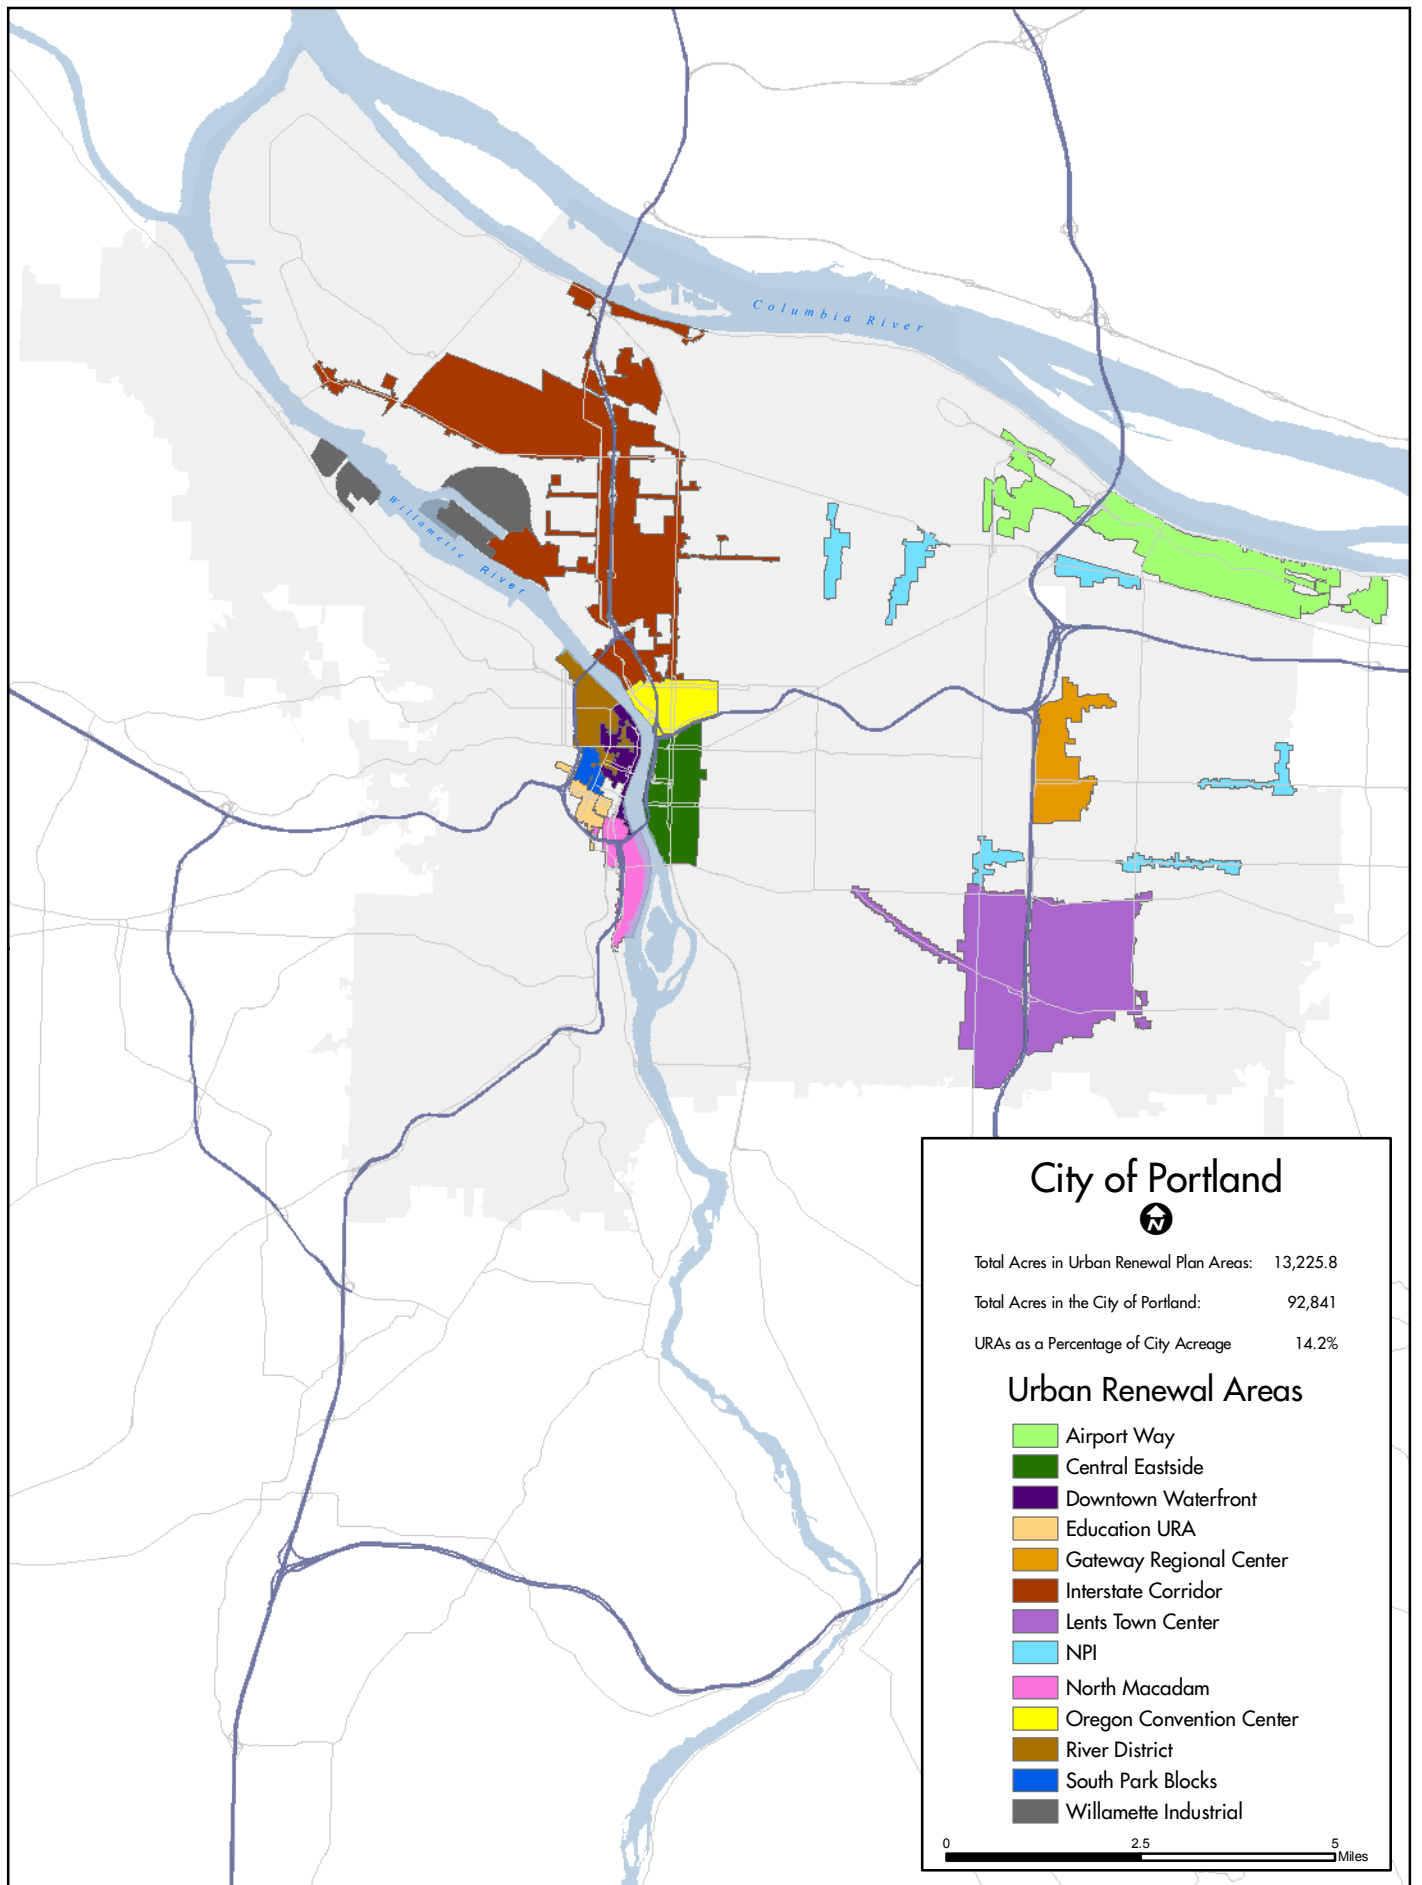 Columbia River
Willamette River
City of Portland
N
Total Acres in Urban Renewal Plan Areas: 13,225.8
Total Acres in the City of Portland: 92,841
URAs as a Percentage of City Acreage 14.2%
Urban Renewal Areas
Airport Way
Central Eastside
Downtown Waterfront
Education URA
Gateway Regional Center
Interstate Corridor
Lents Town Center
NPI
North Macadam
Oregon Convention Center
River District
South Park Blocks
Willamette Industrial
0 2.5 5
Miles